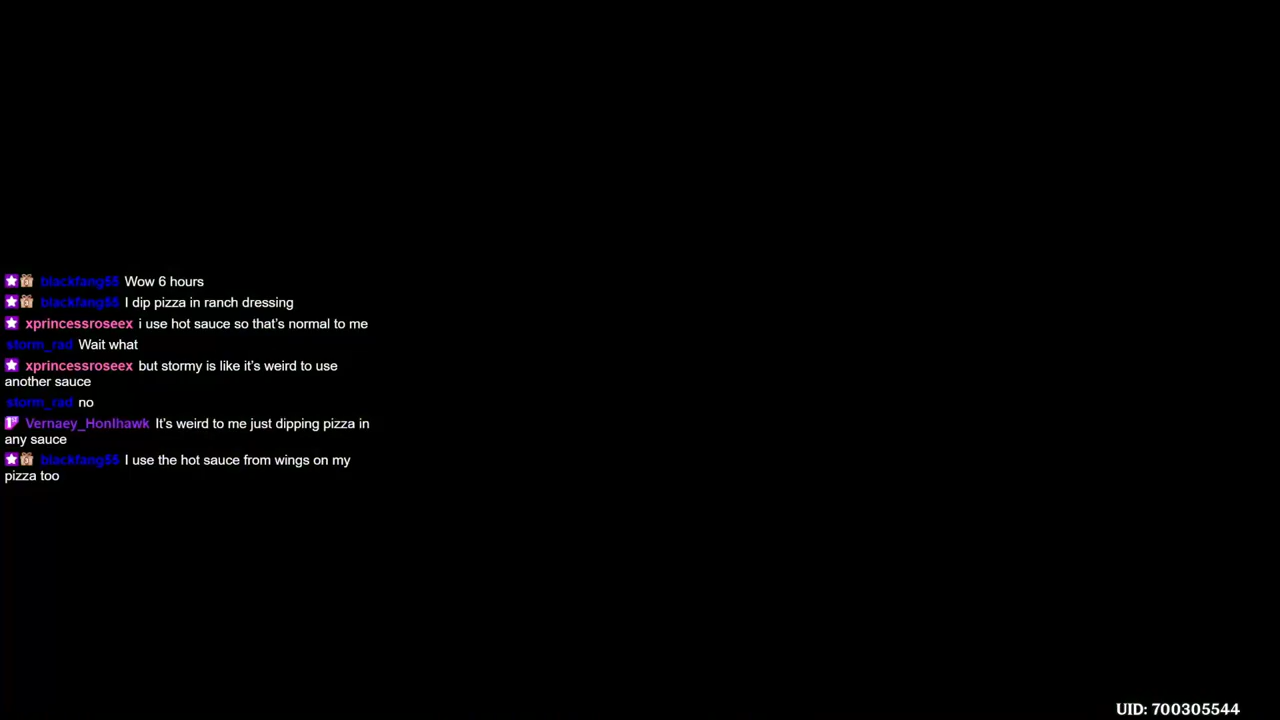 blackfang55 Wow 6 hours
blackfang55 I dip pizza in ranch dressing
xprincessroseex i use hot sauce so that's normal to me
storm_rad Wait what
xprincessroseex but stormy is like it's weird to use
another sauce
storm_rad no
Vernaey_Honlhawk It's weird to me just dipping pizza in
any sauce
blackfang55 I use the hot sauce from wings on my
pizza too
UID: 700305544